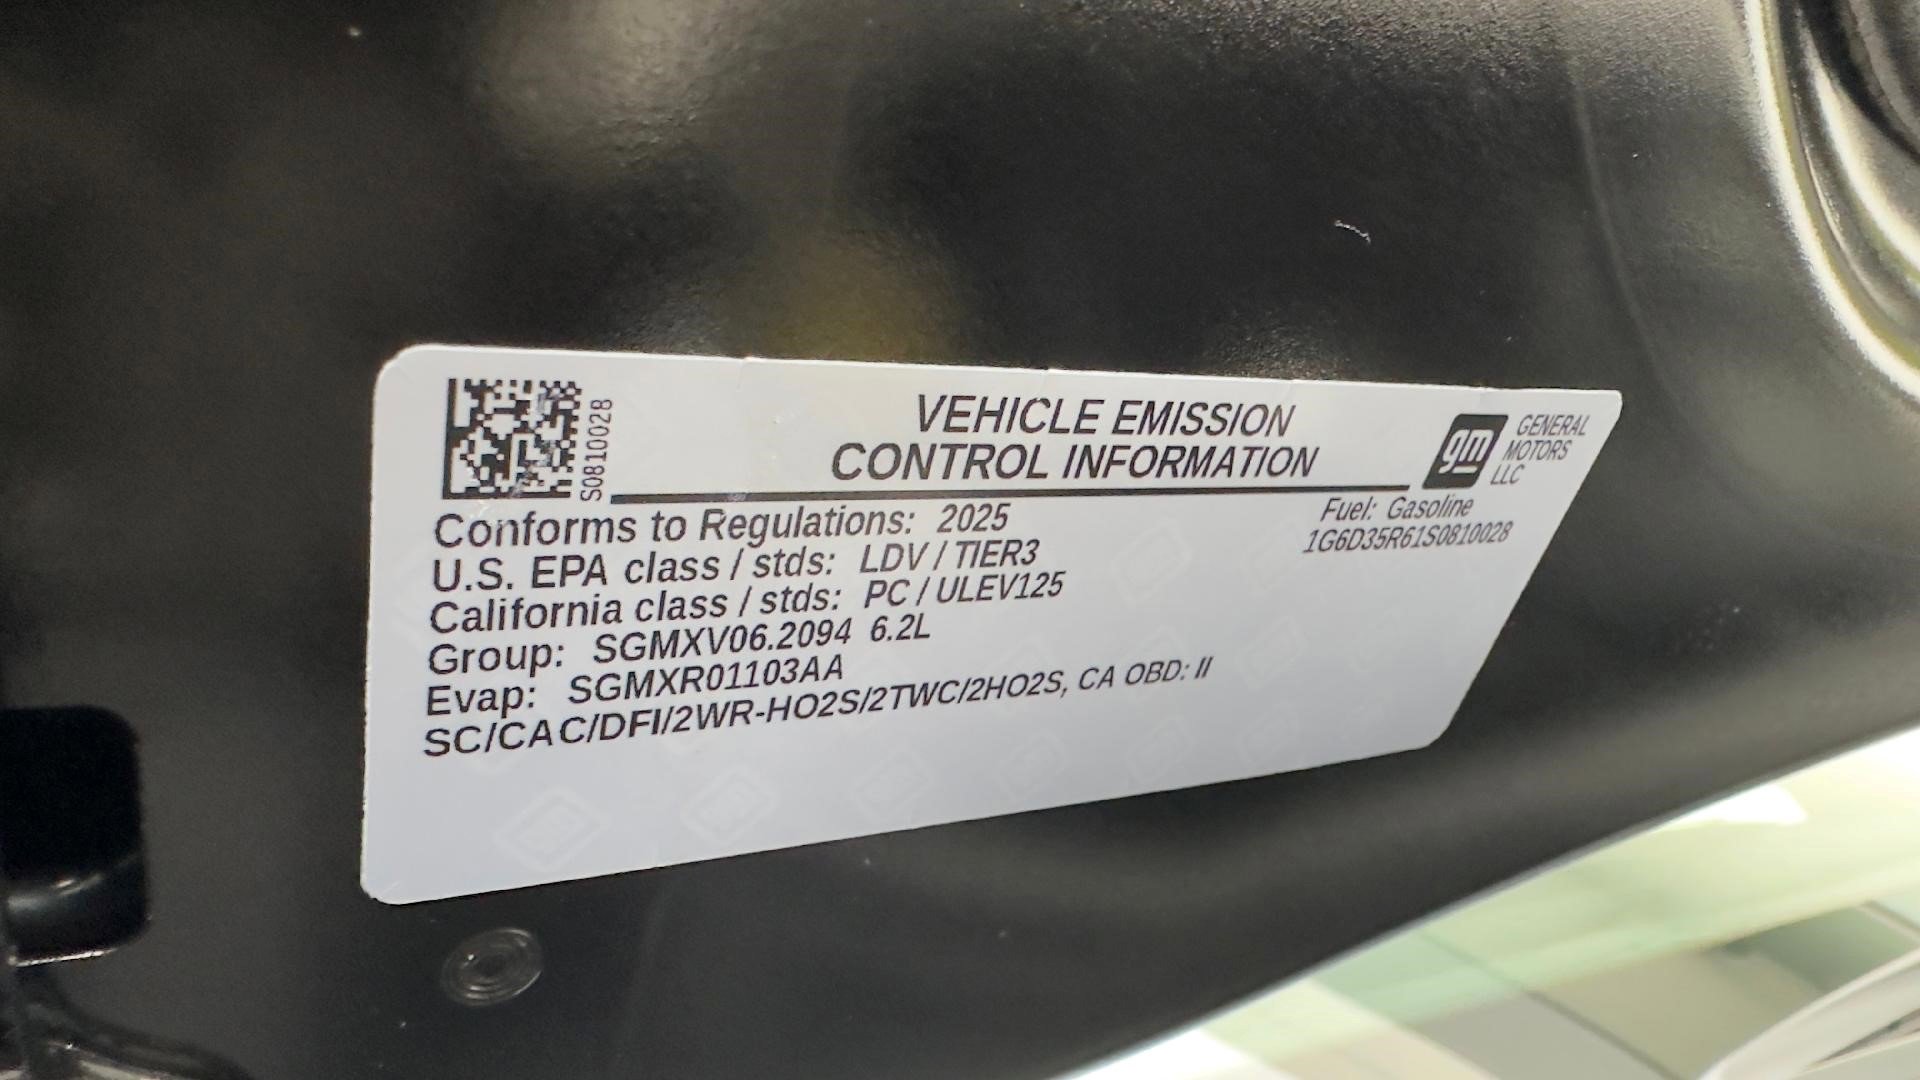 S0810028
VEHICLE EMISSION
CONTROL INFORMATION
gm
GENERAL
MOTORS
LLC
Fuel: Gasoline
1G6D35R61S0810028
Conforms to Regulations: 2025
U.S. EPA class / stds: LDV / TIER3
California class / stds: PC / ULEV125
Group: SGMXV06.2094 6.2L
Evap: SGMXR01103AA
SC/CAC/DFI/2WR-HO2S/2TWC/2HO2S, CA OBD: II